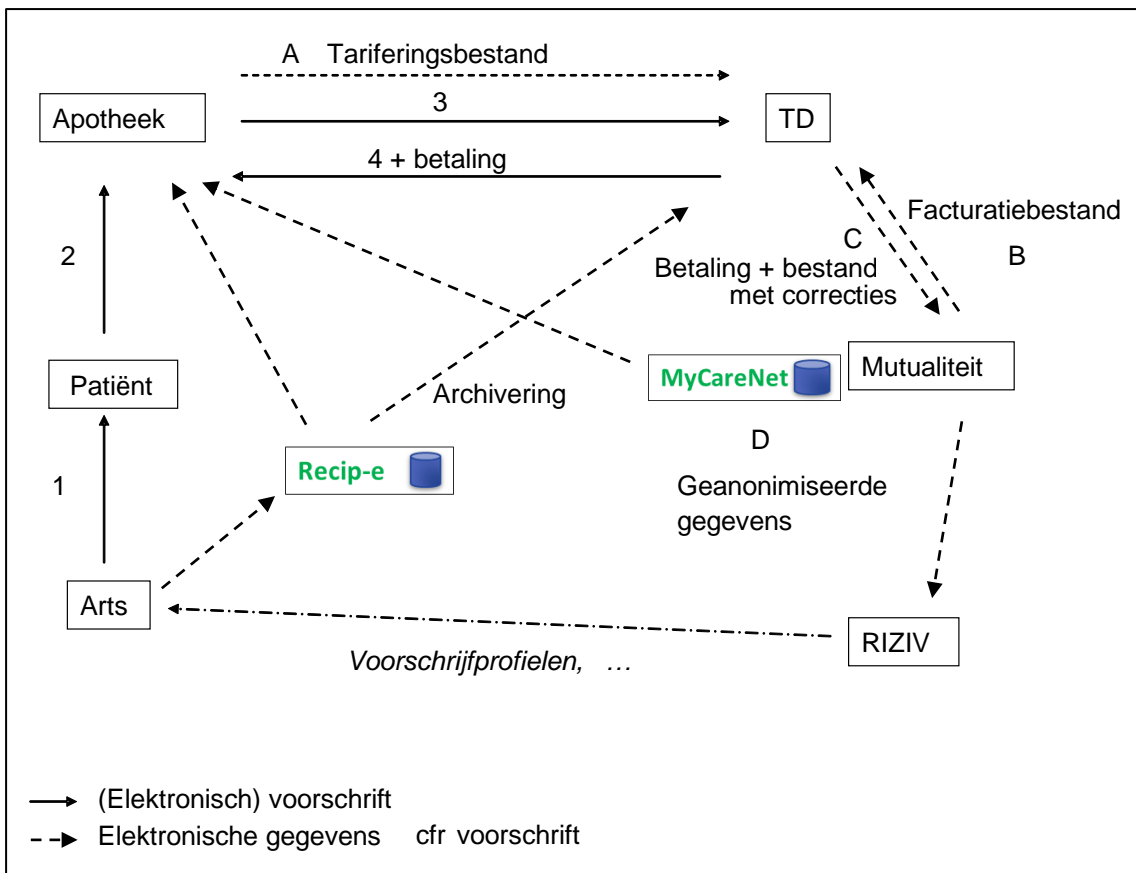 A Tariferingsbestand
Apotheek
3
TD
4 + betaling
Facturatiebestand
2
C
B
Betaling + bestand
met correcties
Patiënt
Archivering
MyCareNet
Mutualiteit
1
Recip-e
D
Geanonimiseerde
gegevens
Arts
RIZIV
Voorschrijfprofielen, ...
(Elektronisch) voorschrift
Elektronische gegevens cfr voorschrift